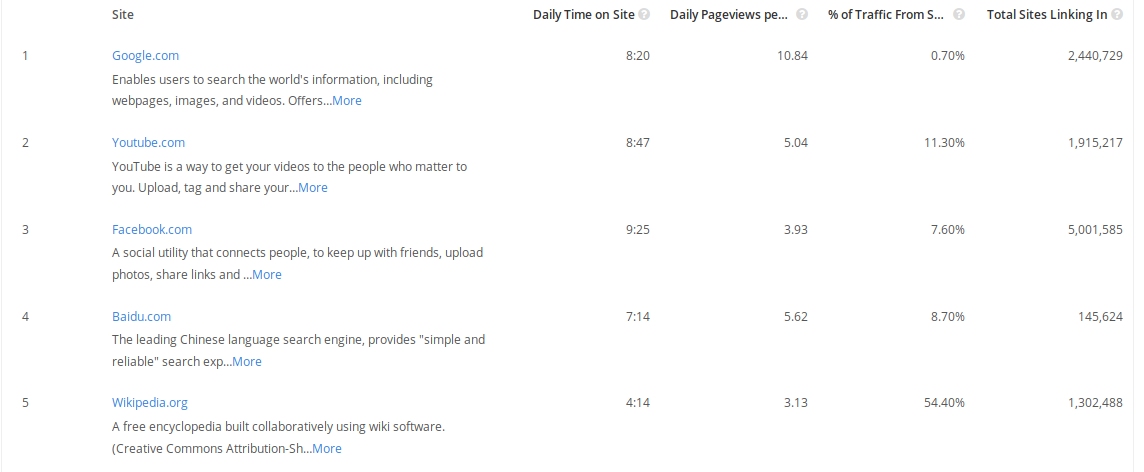 Site Daily Time on Site Daily Pageviews pe... % of Traffic From S... Total Sites Linking In
1 Google.com 8:20 10.84 0.70% 2,440,729
Enables users to search the world's information, including
webpages, images, and videos. Offers...More
2 Youtube.com 8:47 5.04 11.30% 1,915,217
YouTube is a way to get your videos to the people who matter to
you. Upload, tag and share your...More
3 Facebook.com 9:25 3.93 7.60% 5,001,585
A social utility that connects people, to keep up with friends, upload
photos, share links and ...More
4 Baidu.com 7:14 5.62 8.70% 145,624
The leading Chinese language search engine, provides "simple and
reliable" search exp...More
5 Wikipedia.org 4:14 3.13 54.40% 1,302,488
A free encyclopedia built collaboratively using wiki software.
(Creative Commons Attribution-Sh...More